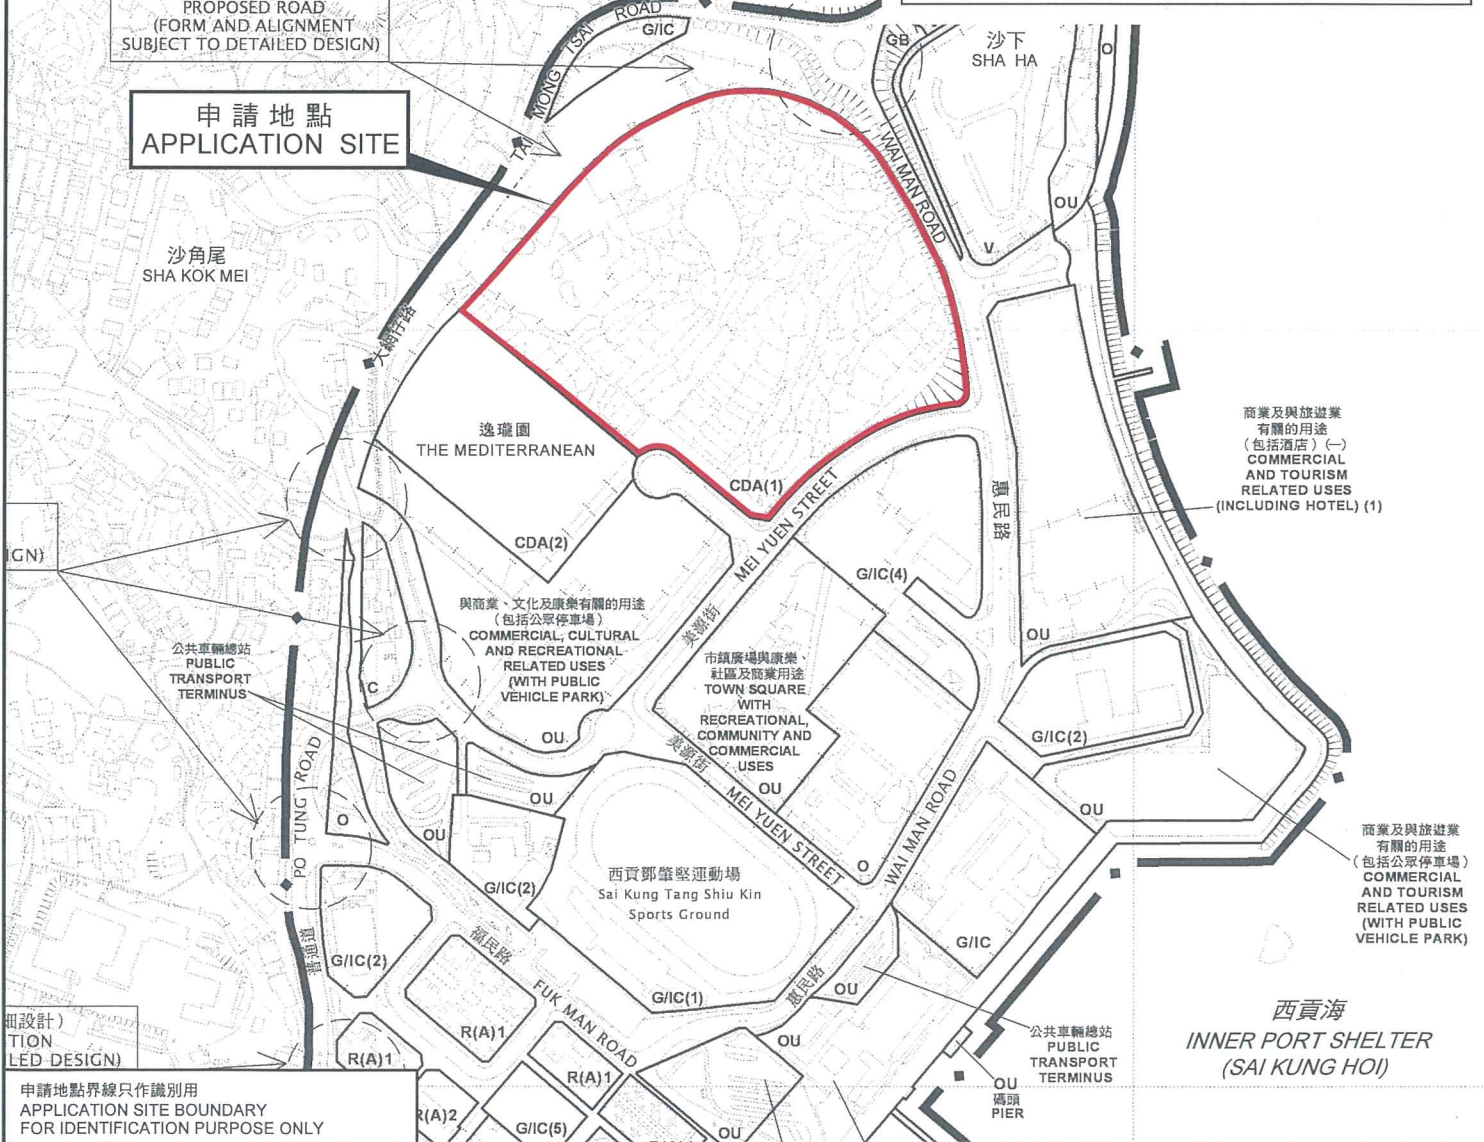 PROPOSED ROAD
(FORM AND ALIGNMENT
SUBJECT TO DETAILED DESIGN)
TAI MONG TSAI ROAD
G/IC
GB
沙下
SHA HA
O
申請地點
APPLICATION SITE
WAI MAN ROAD
OU
V
沙角尾
SHA KOK MEI
大網仔路
逸瓏園
THE MEDITERRANEAN
CDA(1)
MEI YUEN STREET
惠民路
商業及與旅遊業
有關的用途
(包括酒店) (一)
COMMERCIAL
AND TOURISM
RELATED USES
(INCLUDING HOTEL) (1)
IGN)
CDA(2)
G/IC(4)
與商業、文化及康樂有關的用途
(包括公眾停車場)
COMMERCIAL, CULTURAL
AND RECREATIONAL
RELATED USES
(WITH PUBLIC
VEHICLE PARK)
美源街
OU
公共車輛總站
PUBLIC
TRANSPORT
TERMINUS
市鎮廣場與康樂、
社區及商業用途
TOWN SQUARE
WITH
RECREATIONAL,
COMMUNITY AND
COMMERCIAL
USES
OU
OU
美源街
MEI YUEN STREET
G/IC(2)
PO TUNG ROAD
O
OU
OU
WAI MAN ROAD
OU
商業及與旅遊業
有關的用途
(包括公眾停車場)
COMMERCIAL
AND TOURISM
RELATED USES
(WITH PUBLIC
VEHICLE PARK)
西貢鄧肇堅運動場
Sai Kung Tang Shiu Kin
Sports Ground
O
G/IC(2)
普通道
G/IC(2)
福民路
FUK MAN ROAD
G/IC
G/IC(1)
惠民路
OU
西貢海
INNER PORT SHELTER
(SAI KUNG HOI)
細設計)
TION
LED DESIGN)
R(A)1
R(A)1
R(A)1
OU
公共車輛總站
PUBLIC
TRANSPORT
TERMINUS
OU
碼頭
PIER
申請地點界線只作識別用
APPLICATION SITE BOUNDARY
FOR IDENTIFICATION PURPOSE ONLY
R(A)2
G/IC(5)
OU